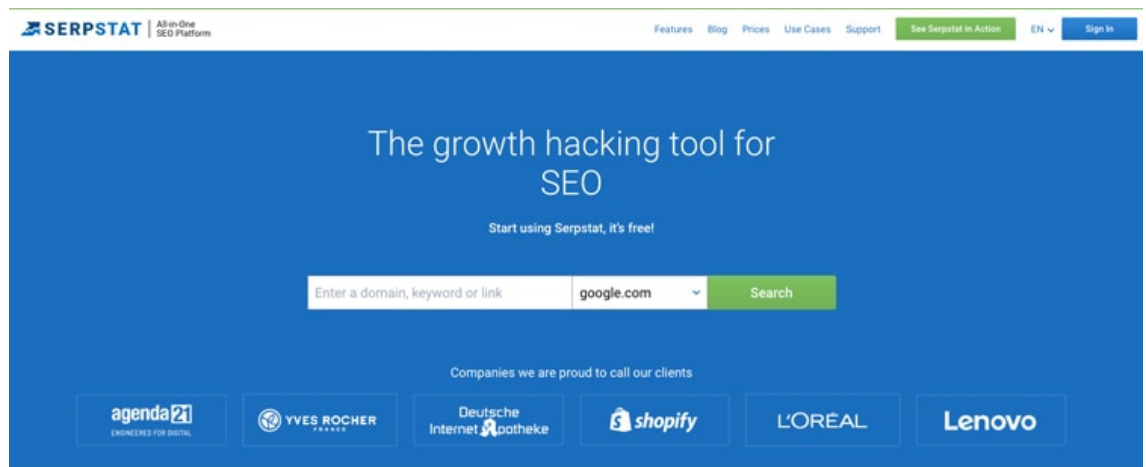 SERPSTAT All-in-One
SEO Platform
Features Blog Prices Use Cases Support See Serpstat in Action EN Sign In
The growth hacking tool for
SEO
Start using Serpstat, it's free!
Enter a domain, keyword or link google.com Search
Companies we are proud to call our clients
agenda21
ENGINEERED FOR DIGITAL
YVES ROCHER
FRANCE
Deutsche
Internet Apotheke
shopify
L'ORÉAL
Lenovo